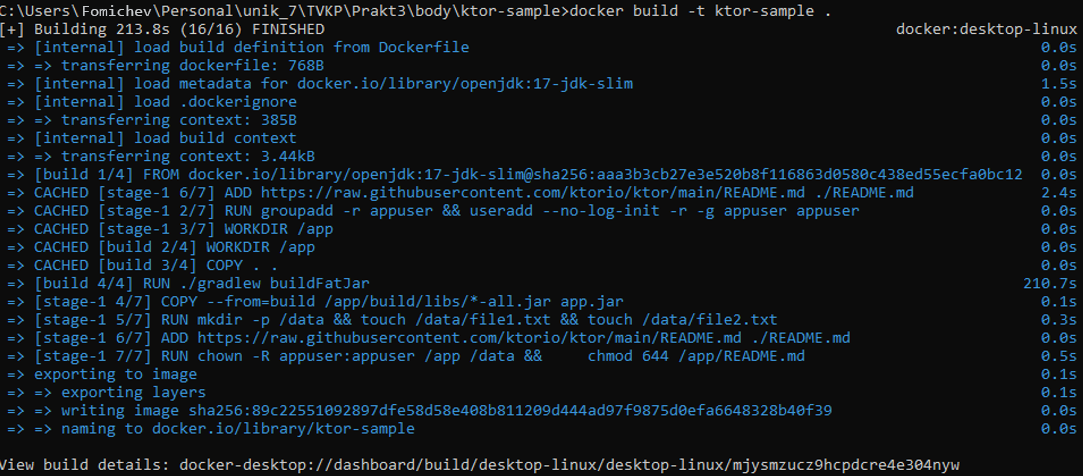 C:\Users\Fomichev\Personal\unik_7\TVKP\Prakt3\body\ktor-sample>docker build -t ktor-sample .
[+] Building 213.8s (16/16) FINISHED docker:desktop-linux
=> [internal] load build definition from Dockerfile 0.0s
=> => transferring dockerfile: 768B 0.0s
=> [internal] load metadata for docker.io/library/openjdk:17-jdk-slim 1.5s
=> [internal] load .dockerignore 0.0s
=> => transferring context: 385B 0.0s
=> [internal] load build context 0.0s
=> => transferring context: 3.44kB 0.0s
=> [build 1/4] FROM docker.io/library/openjdk:17-jdk-slim@sha256:aaa3b3cb27e3e520b8f116863d0580c438ed55ecfa0bc12 0.0s
=> CACHED [stage-1 6/7] ADD https://raw.githubusercontent.com/ktorio/ktor/main/README.md ./README.md 2.4s
=> CACHED [stage-1 2/7] RUN groupadd -r appuser && useradd --no-log-init -r -g appuser appuser 0.0s
=> CACHED [stage-1 3/7] WORKDIR /app 0.0s
=> CACHED [build 2/4] WORKDIR /app 0.0s
=> CACHED [build 3/4] COPY . . 0.0s
=> [build 4/4] RUN ./gradlew buildFatJar 210.7s
=> [stage-1 4/7] COPY --from=build /app/build/libs/*-all.jar app.jar 0.1s
=> [stage-1 5/7] RUN mkdir -p /data && touch /data/file1.txt && touch /data/file2.txt 0.3s
=> [stage-1 6/7] ADD https://raw.githubusercontent.com/ktorio/ktor/main/README.md ./README.md 0.0s
=> [stage-1 7/7] RUN chown -R appuser:appuser /app /data &&     chmod 644 /app/README.md 0.5s
=> exporting to image 0.1s
=> => exporting layers 0.1s
=> => writing image sha256:89c22551092897dfe58d58e408b811209d444ad97f9875d0efa6648328b40f39 0.0s
=> => naming to docker.io/library/ktor-sample 0.0s
View build details: docker-desktop://dashboard/build/desktop-linux/desktop-linux/mjysmzucz9hcpdcre4e304nyw